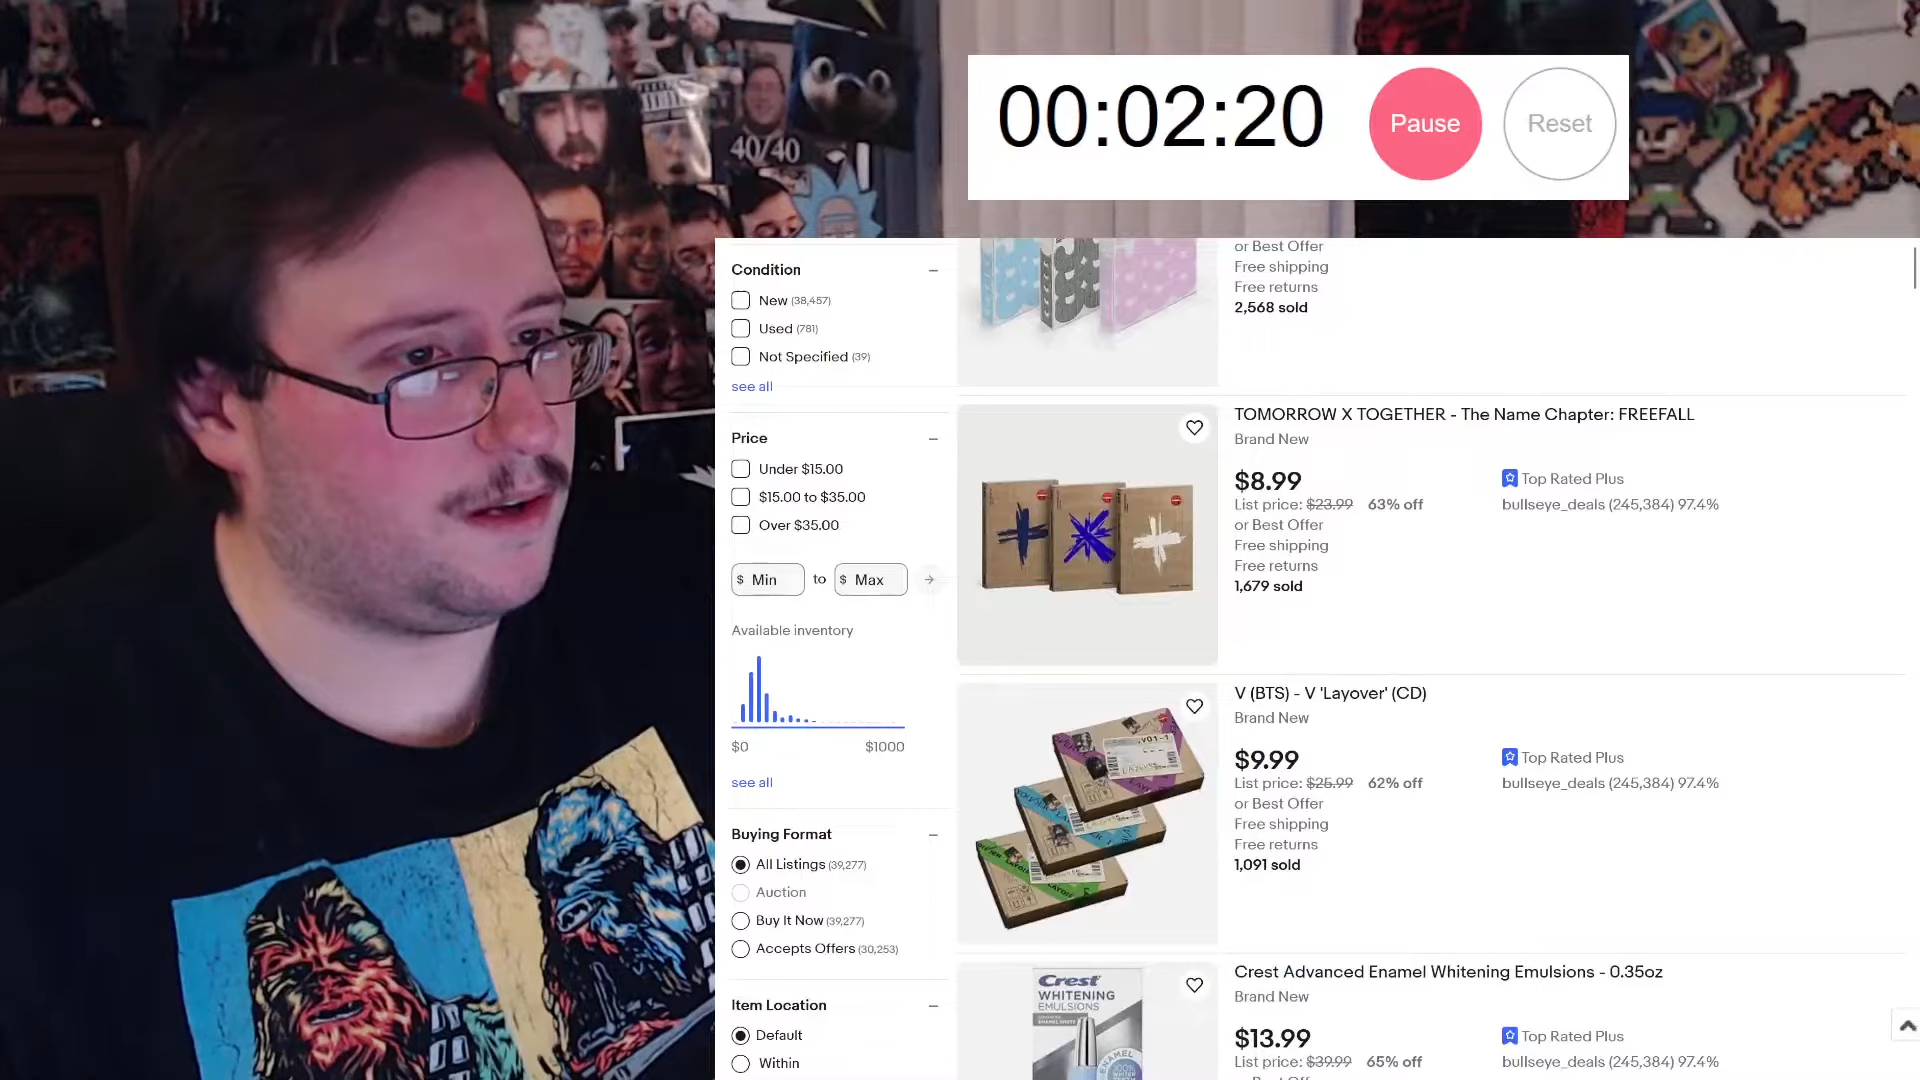 40/40
00:02:20
Pause
Reset
Condition
New (38,457)
Used (781)
Not Specified (39)
see all
Price
Under $15.00
$15.00 to $35.00
Over $35.00
$ Min to $ Max
Available inventory
$0 $1000
see all
Buying Format
All Listings (39,277)
Auction
Buy It Now (39,277)
Accepts Offers (30,253)
Item Location
Default
Within
or Best Offer
Free shipping
Free returns
2,568 sold
TOMORROW X TOGETHER - The Name Chapter: FREEFALL
Brand New
$8.99
List price: $23.99 63% off
or Best Offer
Free shipping
Free returns
1,679 sold
Top Rated Plus
bullseye_deals (245,384) 97.4%
V (BTS) - V 'Layover' (CD)
Brand New
$9.99
List price: $25.99 62% off
or Best Offer
Free shipping
Free returns
1,091 sold
Top Rated Plus
bullseye_deals (245,384) 97.4%
Crest
WHITENING
EMULSIONS
Crest Advanced Enamel Whitening Emulsions - 0.35oz
Brand New
$13.99
List price: $39.99 65% off
Top Rated Plus
bullseye_deals (245,384) 97.4%